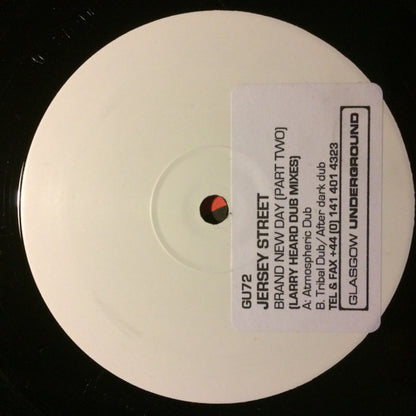 GU72
JERSEY STREET
BRAND NEW DAY [PART TWO]
[LARRY HEARD DUB MIXES]
A: Atmospheric Dub
B. Tribal Dub/After dark dub
TEL & FAX +44 [0] 141 401 4323
GLASGOW UNDERGROUND